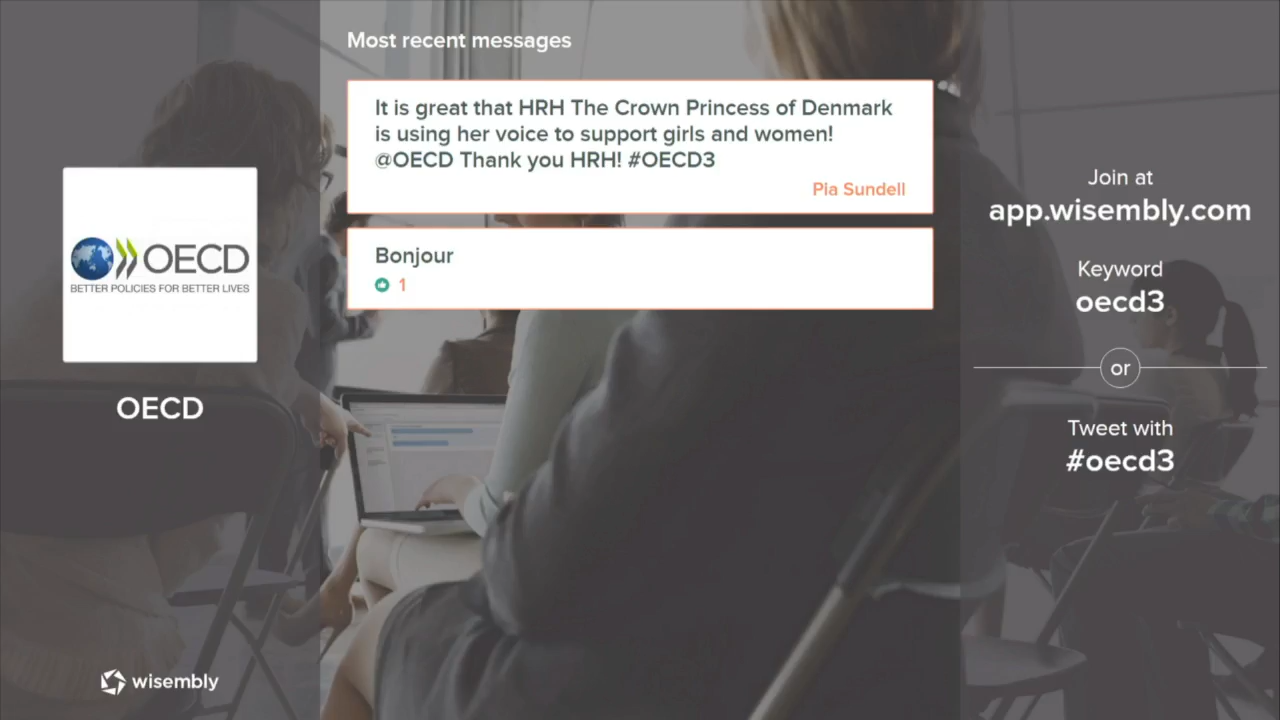 Most recent messages
It is great that HRH The Crown Princess of Denmark
is using her voice to support girls and women!
@OECD Thank you HRH! #OECD3
Pia Sundell
Bonjour
1
OECD
BETTER POLICIES FOR BETTER LIVES
OECD
wisembly
Join at
app.wisembly.com
Keyword
oecd3
or
Tweet with
#oecd3